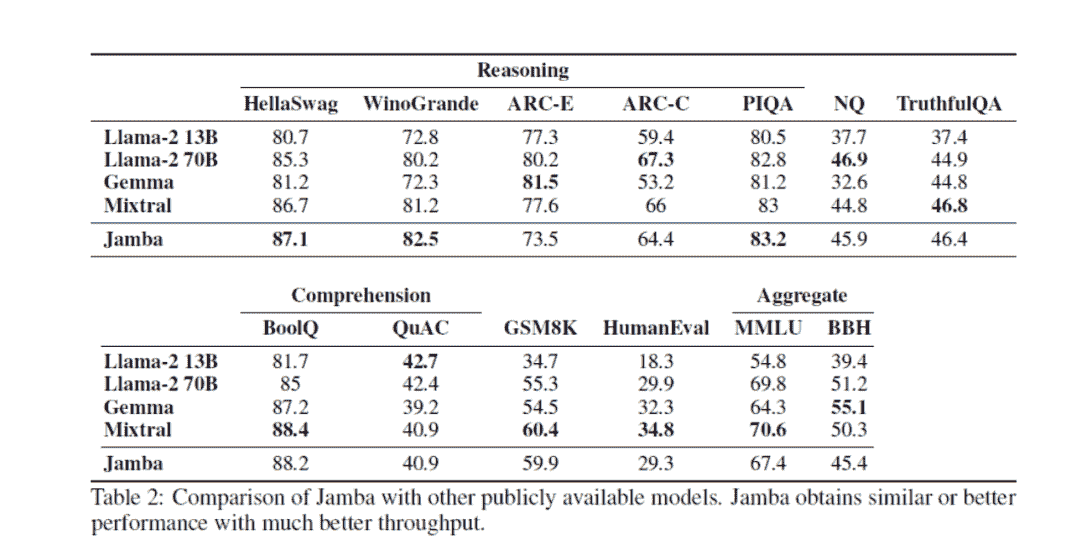 Reasoning
HellaSwag WinoGrande ARC-E ARC-C PIQA NQ TruthfulQA
Llama-2 13B 80.7 72.8 77.3 59.4 80.5 37.7 37.4
Llama-2 70B 85.3 80.2 80.2 67.3 82.8 46.9 44.9
Gemma 81.2 72.3 81.5 53.2 81.2 32.6 44.8
Mixtral 86.7 81.2 77.6 66 83 44.8 46.8
Jamba 87.1 82.5 73.5 64.4 83.2 45.9 46.4
Comprehension Aggregate
BoolQ QuAC GSM8K HumanEval MMLU BBH
Llama-2 13B 81.7 42.7 34.7 18.3 54.8 39.4
Llama-2 70B 85 42.4 55.3 29.9 69.8 51.2
Gemma 87.2 39.2 54.5 32.3 64.3 55.1
Mixtral 88.4 40.9 60.4 34.8 70.6 50.3
Jamba 88.2 40.9 59.9 29.3 67.4 45.4
Table 2: Comparison of Jamba with other publicly available models. Jamba obtains similar or better
performance with much better throughput.